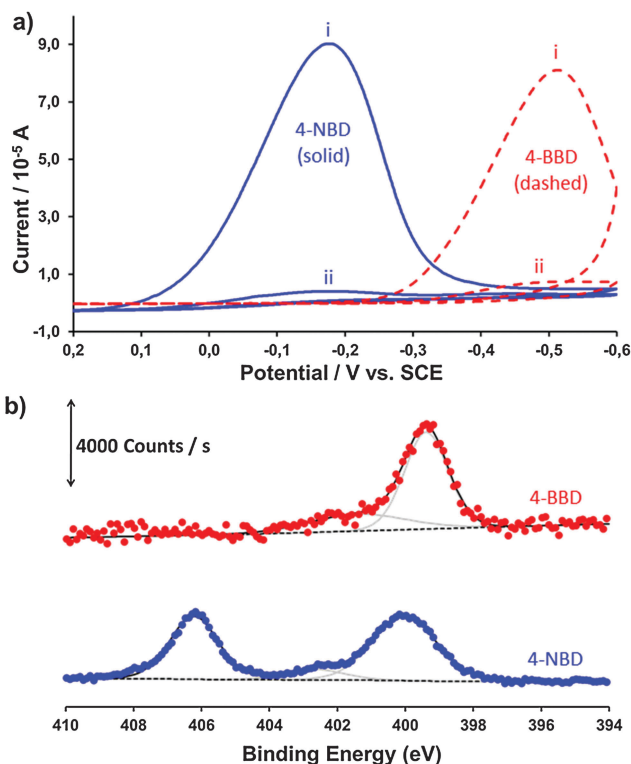 a)
Current / 10⁻⁵ A
9,0
7,0
5,0
3,0
1,0
-1,0
i
4-NBD
(solid)
ii
i
4-BBD
(dashed)
ii
0,2 0,1 0,0 -0,1 -0,2 -0,3 -0,4 -0,5 -0,6
Potential / V vs. SCE
b)
4000 Counts / s
4-BBD
4-NBD
410 408 406 404 402 400 398 396 394
Binding Energy (eV)